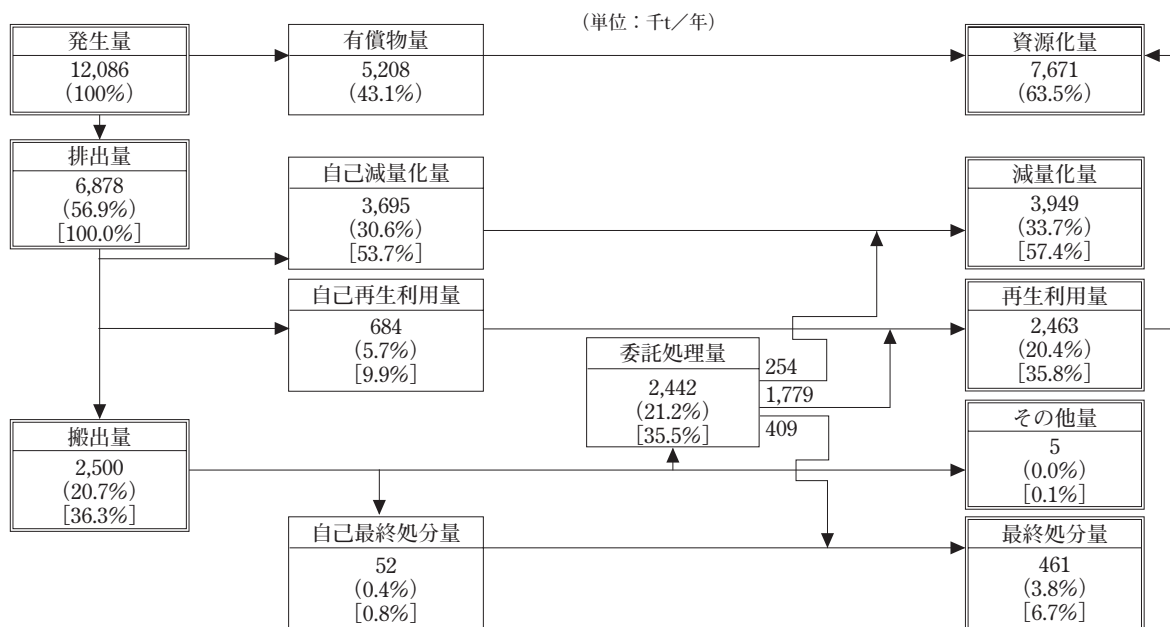 (単位：千t／年)
発生量
12,086
(100%)
有償物量
5,208
(43.1%)
資源化量
7,671
(63.5%)
排出量
6,878
(56.9%)
[100.0%]
自己減量化量
3,695
(30.6%)
[53.7%]
減量化量
3,949
(33.7%)
[57.4%]
自己再生利用量
684
(5.7%)
[9.9%]
再生利用量
2,463
(20.4%)
[35.8%]
委託処理量
2,442
(21.2%)
[35.5%]
254
1,779
409
搬出量
2,500
(20.7%)
[36.3%]
その他量
5
(0.0%)
[0.1%]
自己最終処分量
52
(0.4%)
[0.8%]
最終処分量
461
(3.8%)
[6.7%]